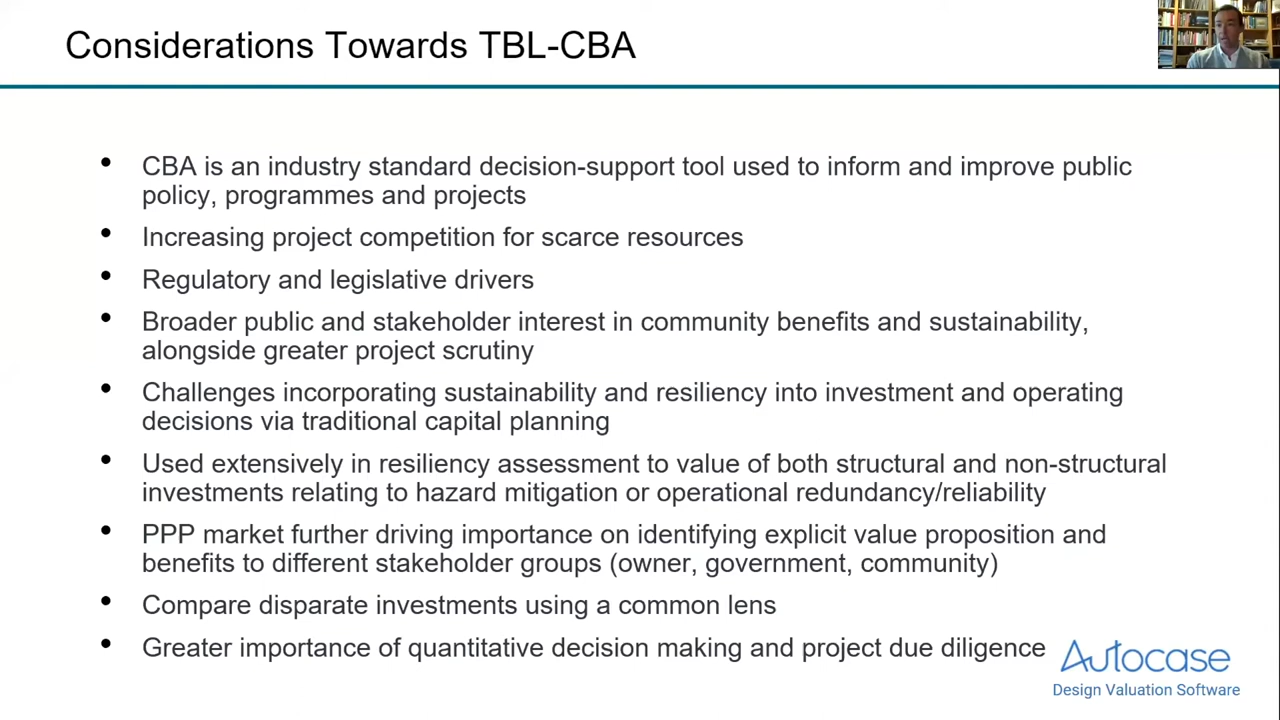 Considerations Towards TBL-CBA
• CBA is an industry standard decision-support tool used to inform and improve public
policy, programmes and projects
• Increasing project competition for scarce resources
• Regulatory and legislative drivers
• Broader public and stakeholder interest in community benefits and sustainability,
alongside greater project scrutiny
• Challenges incorporating sustainability and resiliency into investment and operating
decisions via traditional capital planning
• Used extensively in resiliency assessment to value of both structural and non-structural
investments relating to hazard mitigation or operational redundancy/reliability
• PPP market further driving importance on identifying explicit value proposition and
benefits to different stakeholder groups (owner, government, community)
• Compare disparate investments using a common lens
• Greater importance of quantitative decision making and project due diligence
Autocase
Design Valuation Software